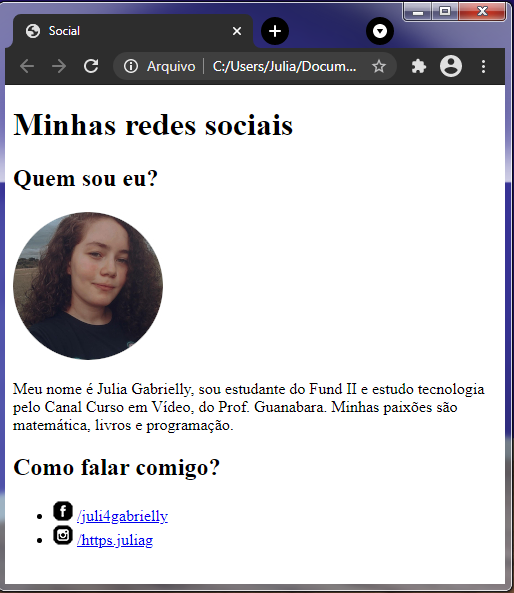 Social
Arquivo
C:/Users/Julia/Docum...
Minhas redes sociais
Quem sou eu?
Meu nome é Julia Gabrielly, sou estudante do Fund II e estudo tecnologia
pelo Canal Curso em Vídeo, do Prof. Guanabara. Minhas paixões são
matemática, livros e programação.
Como falar comigo?
/juli4gabrielly
/https.juliag